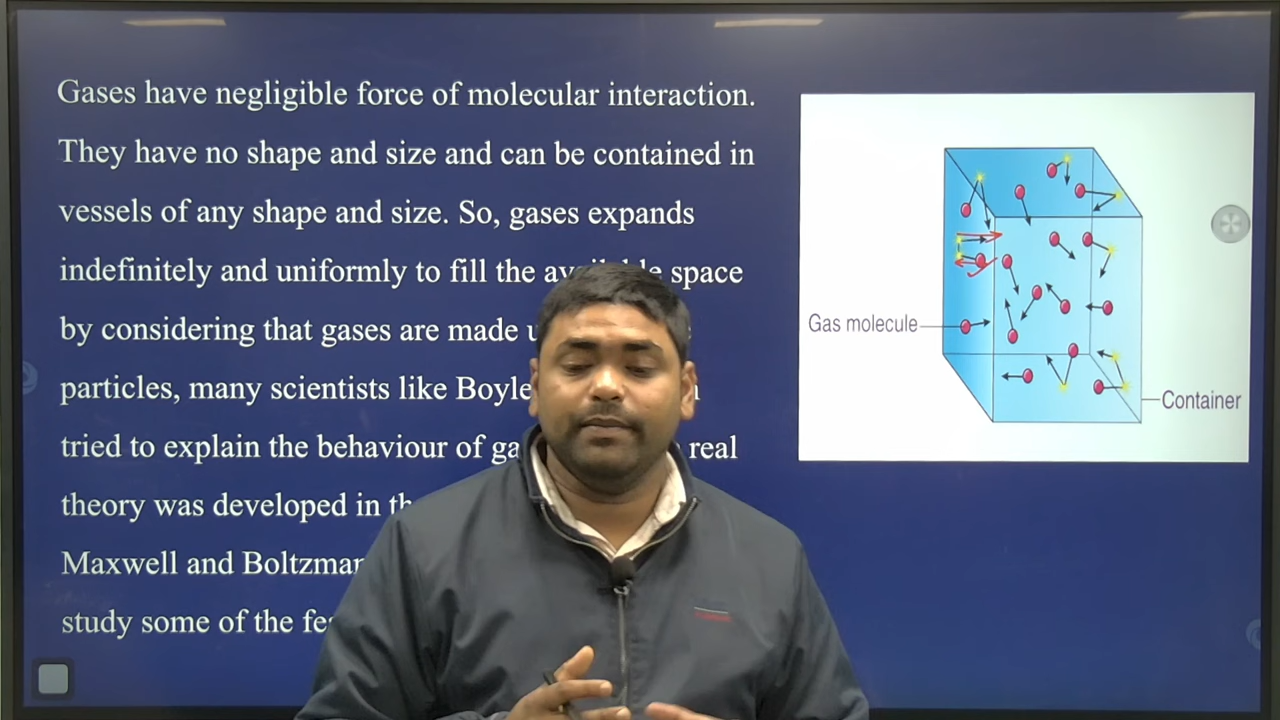 Gases have negligible force of molecular interaction.
They have no shape and size and can be contained in
vessels of any shape and size. So, gases expands
indefinitely and uniformly to fill the space
by considering that gases are made
particles, many scientists like Boyle
tried to explain the behaviour of real
theory was developed in
Maxwell and
study some of the
Gas molecule
Container